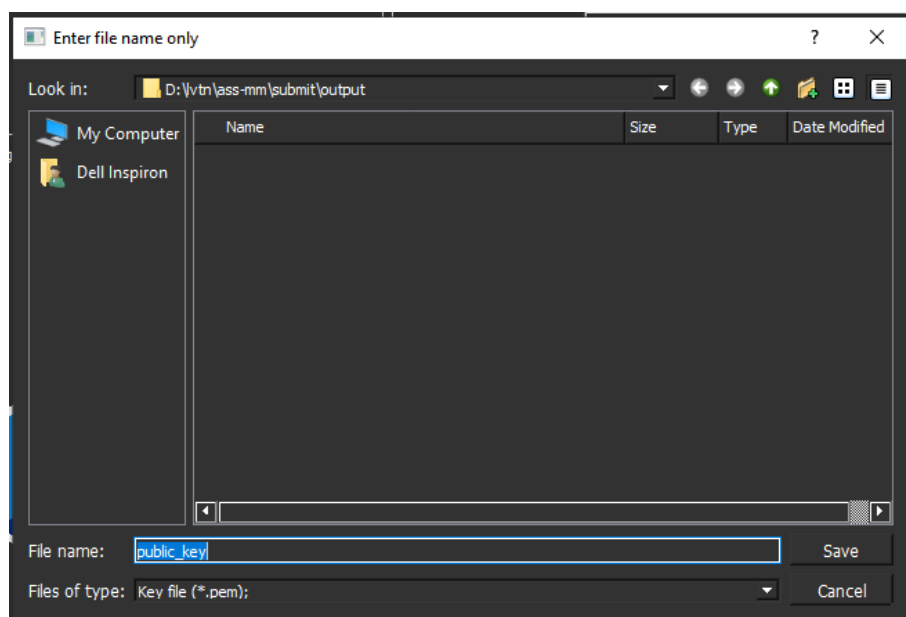 Enter file name only
?
Look in:
D:\lvtn\ass-mm\submit\output
My Computer
Dell Inspiron
Name
Size
Type
Date Modified
File name:
public_key
Save
Files of type:
Key file (*.pem);
Cancel